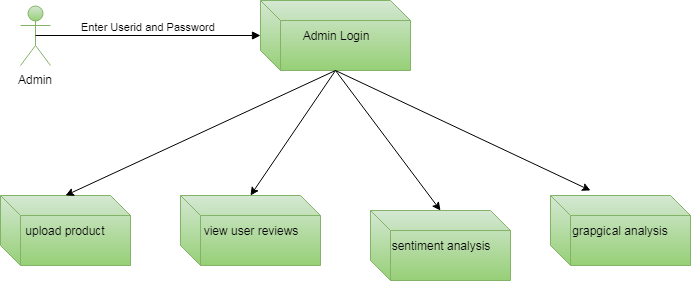 Enter Userid and Password
Admin Login
Admin
upload product
view user reviews
sentiment analysis
grapgical analysis